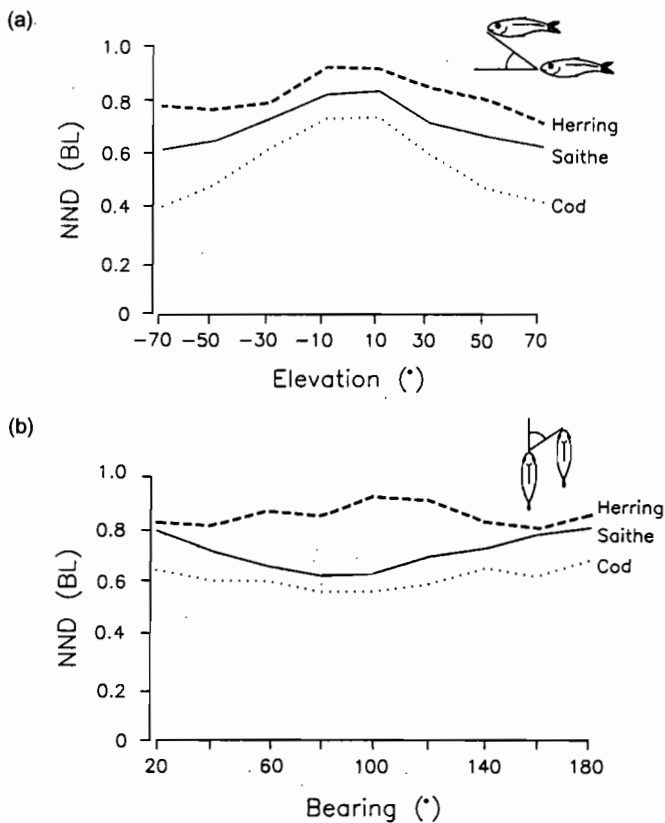 (a)
1.0
0.8
0.6
0.4
0.2
0
NND (BL)
Herring
Saithe
Cod
−70 −50 −30 −10 10 30 50 70
Elevation (°)
(b)
1.0
0.8
0.6
0.4
0.2
0
NND (BL)
Herring
Saithe
Cod
20 60 100 140 180
Bearing (°)